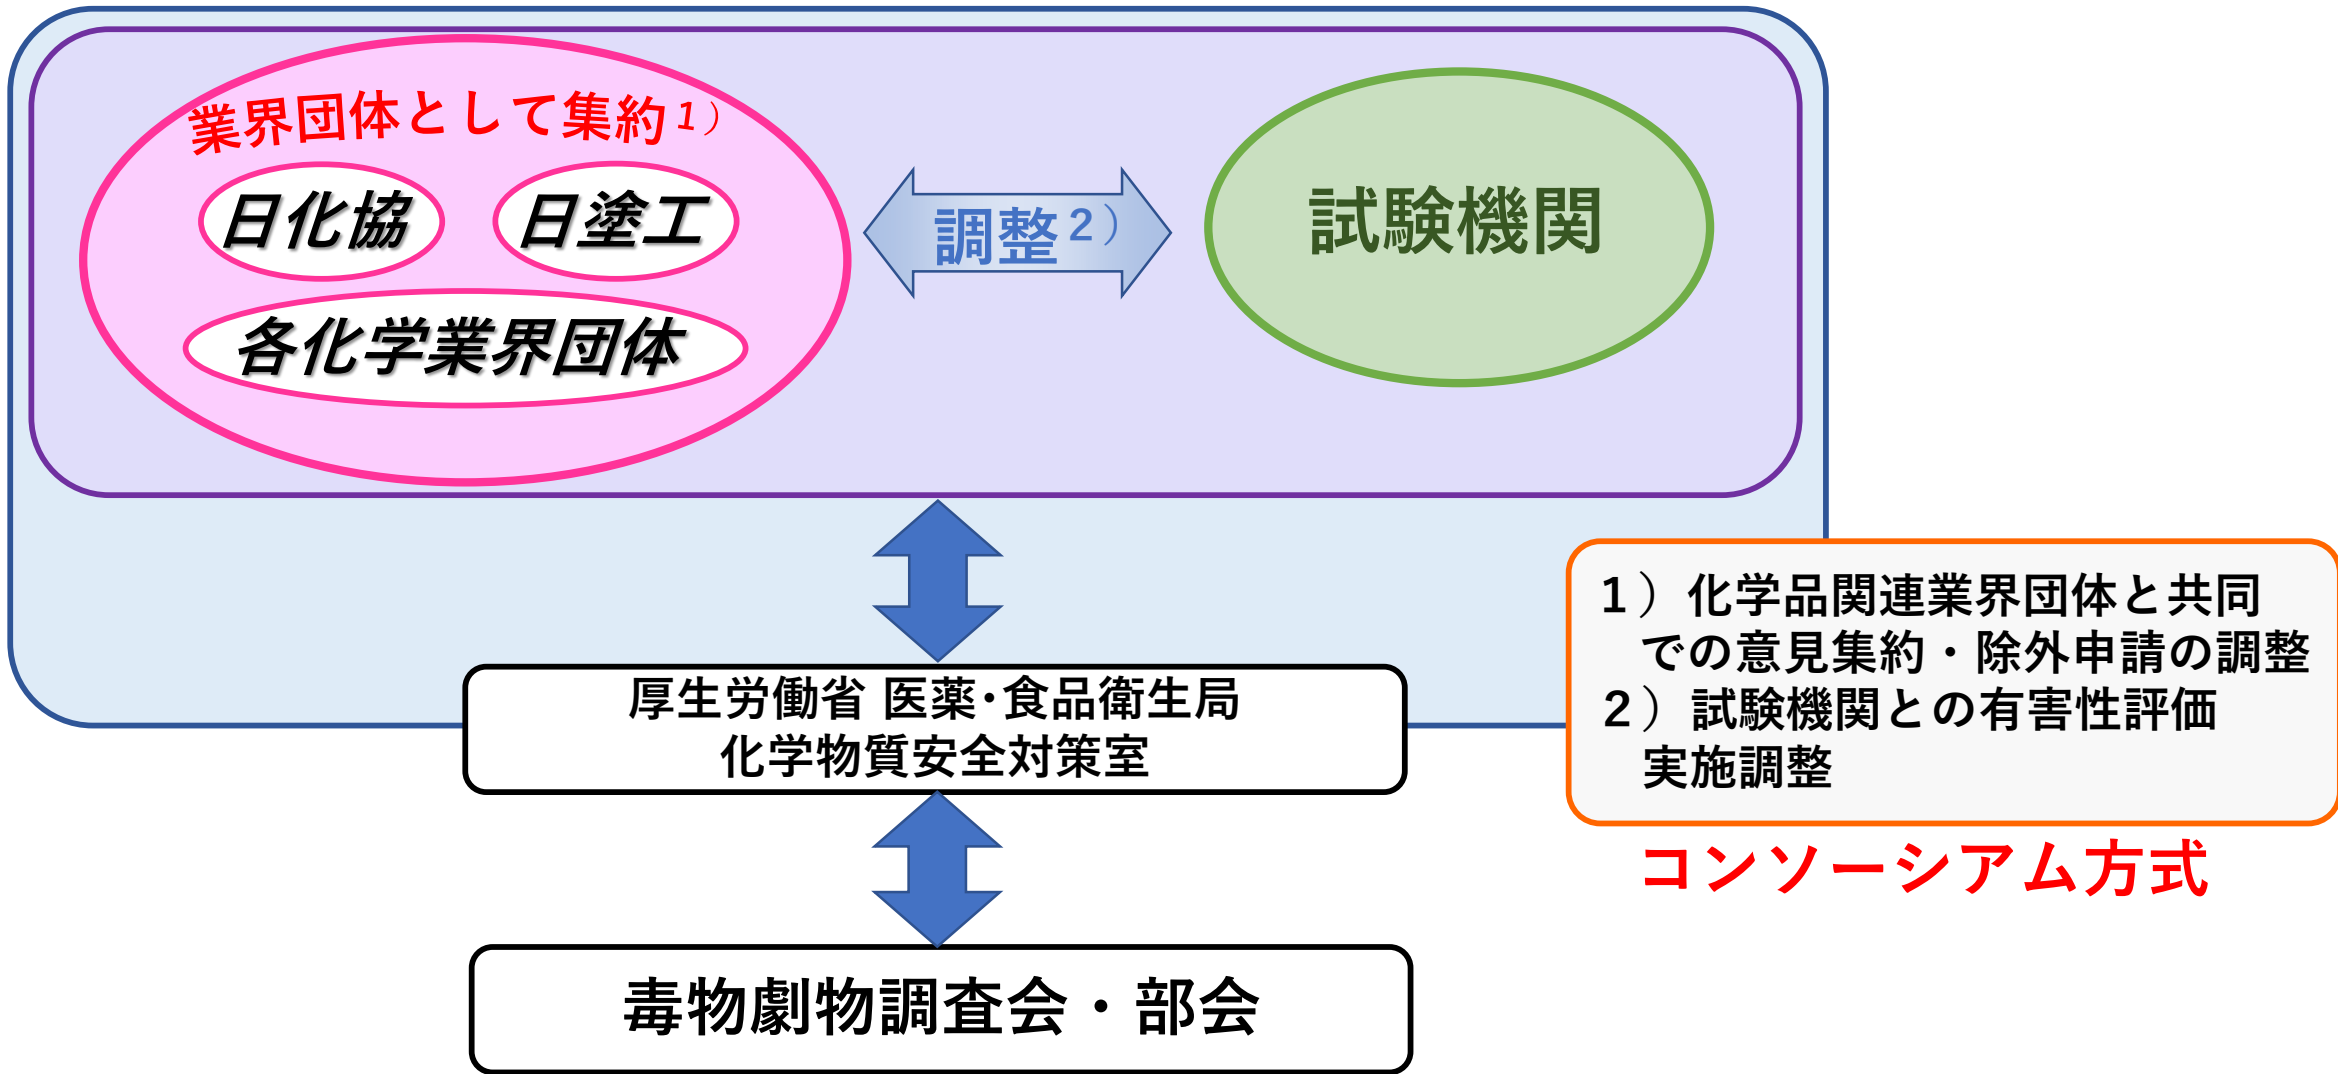 業界団体として集約１）
日化協
日塗工
各化学業界団体
調整２）
試験機関
厚生労働省 医薬･食品衛生局
化学物質安全対策室
１）化学品関連業界団体と共同
での意見集約・除外申請の調整
２）試験機関との有害性評価
実施調整
コンソーシアム方式
毒物劇物調査会・部会